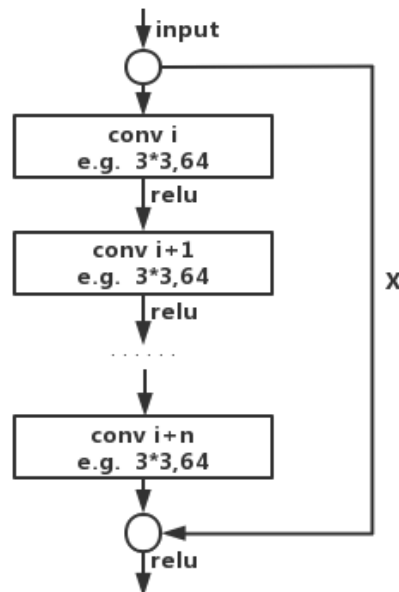 input
conv i
e.g. 3*3,64
relu
conv i+1
e.g. 3*3,64
X
relu
......
conv i+n
e.g. 3*3,64
relu